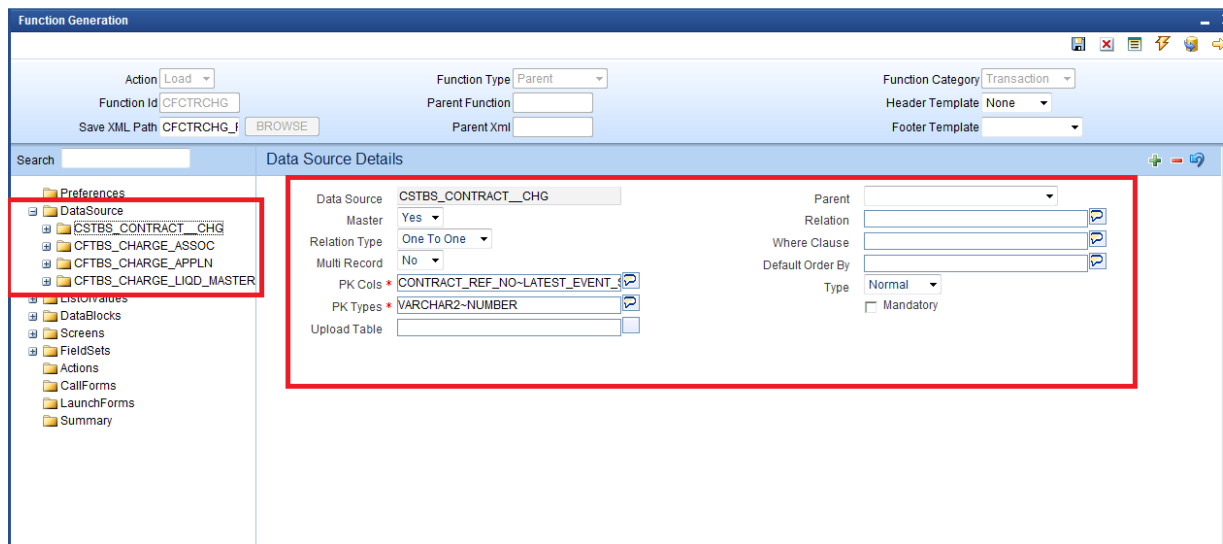 Function Generation
Action Load Function Type Parent Function Category Transaction
Function Id CFCTRCHG Parent Function Header Template None
Save XML Path CFCTRCHG_ BROWSE Parent Xml Footer Template
Search Data Source Details
Preferences
DataSource
CSTBS_CONTRACT__CHG
CFTBS_CHARGE_ASSOC
CFTBS_CHARGE_APPLN
CFTBS_CHARGE_LIQD_MASTER
ListOfValues
DataBlocks
Screens
FieldSets
Actions
CallForms
LaunchForms
Summary
Data Source CSTBS_CONTRACT__CHG Parent
Master Yes Relation
Relation Type One To One Where Clause
Multi Record No Default Order By
PK Cols * CONTRACT_REF_NO~LATEST_EVENT_ Type Normal
PK Types * VARCHAR2~NUMBER Mandatory
Upload Table